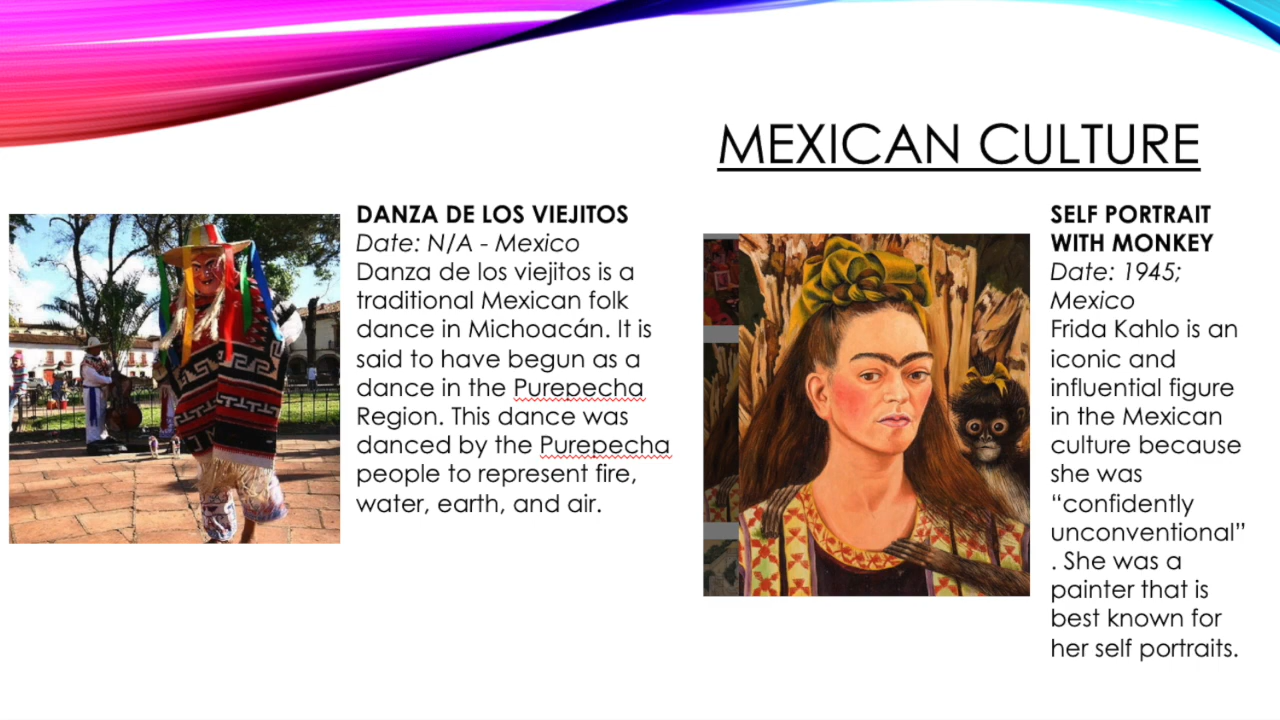 MEXICAN CULTURE
DANZA DE LOS VIEJITOS
Date: N/A - Mexico
Danza de los viejitos is a
traditional Mexican folk
dance in Michoacán. It is
said to have begun as a
dance in the Purepecha
Region. This dance was
danced by the Purepecha
people to represent fire,
water, earth, and air.
SELF PORTRAIT
WITH MONKEY
Date: 1945;
Mexico
Frida Kahlo is an
iconic and
influential figure
in the Mexican
culture because
she was
“confidently
unconventional”
. She was a
painter that is
best known for
her self portraits.